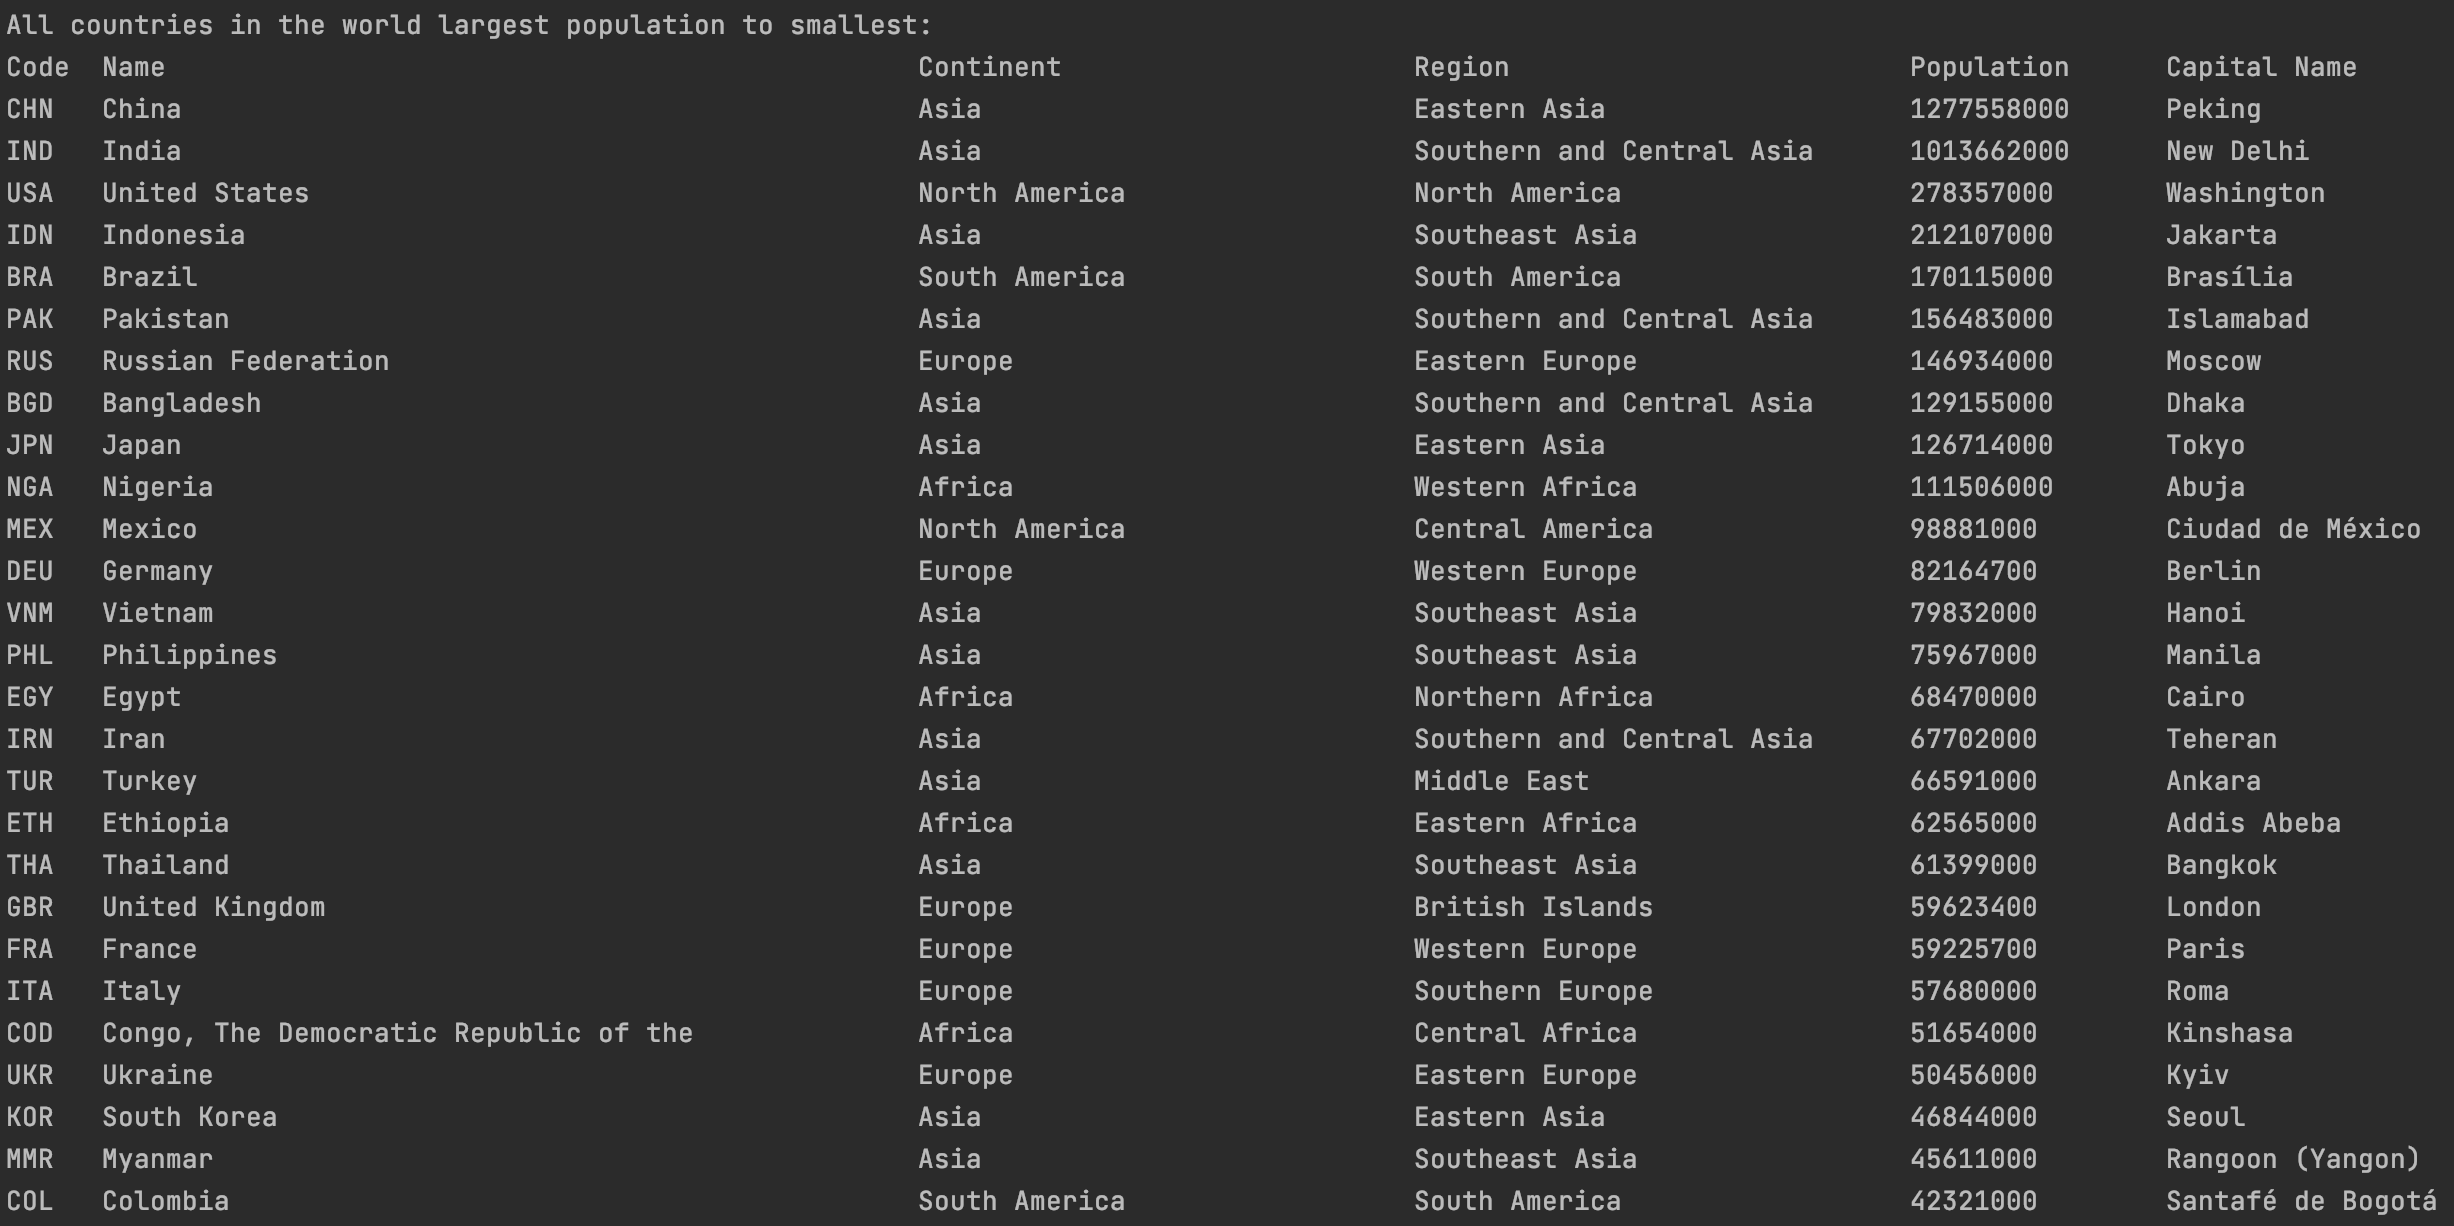 All countries in the world largest population to smallest:
Code  Name                                               Continent                      Region                         Population      Capital Name
CHN   China                                              Asia                           Eastern Asia                   1277558000      Peking
IND   India                                              Asia                           Southern and Central Asia      1013662000      New Delhi
USA   United States                                      North America                  North America                  278357000       Washington
IDN   Indonesia                                          Asia                           Southeast Asia                 212107000       Jakarta
BRA   Brazil                                             South America                  South America                  170115000       Brasília
PAK   Pakistan                                           Asia                           Southern and Central Asia      156483000       Islamabad
RUS   Russian Federation                                 Europe                         Eastern Europe                 146934000       Moscow
BGD   Bangladesh                                         Asia                           Southern and Central Asia      129155000       Dhaka
JPN   Japan                                              Asia                           Eastern Asia                   126714000       Tokyo
NGA   Nigeria                                            Africa                         Western Africa                 111506000       Abuja
MEX   Mexico                                             North America                  Central America                98881000        Ciudad de México
DEU   Germany                                            Europe                         Western Europe                 82164700        Berlin
VNM   Vietnam                                            Asia                           Southeast Asia                 79832000        Hanoi
PHL   Philippines                                        Asia                           Southeast Asia                 75967000        Manila
EGY   Egypt                                              Africa                         Northern Africa                68470000        Cairo
IRN   Iran                                               Asia                           Southern and Central Asia      67702000        Teheran
TUR   Turkey                                             Asia                           Middle East                    66591000        Ankara
ETH   Ethiopia                                           Africa                         Eastern Africa                 62565000        Addis Abeba
THA   Thailand                                           Asia                           Southeast Asia                 61399000        Bangkok
GBR   United Kingdom                                     Europe                         British Islands                59623400        London
FRA   France                                             Europe                         Western Europe                 59225700        Paris
ITA   Italy                                              Europe                         Southern Europe                57680000        Roma
COD   Congo, The Democratic Republic of the              Africa                         Central Africa                 51654000        Kinshasa
UKR   Ukraine                                            Europe                         Eastern Europe                 50456000        Kyiv
KOR   South Korea                                        Asia                           Eastern Asia                   46844000        Seoul
MMR   Myanmar                                            Asia                           Southeast Asia                 45611000        Rangoon (Yangon)
COL   Colombia                                           South America                  South America                  42321000        Santafé de Bogotá